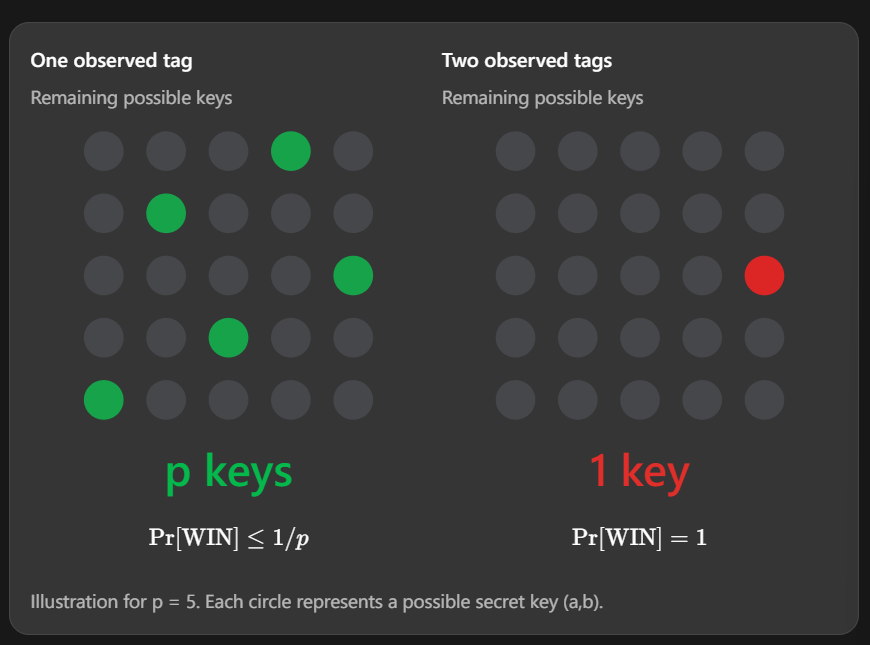 One observed tag
Remaining possible keys
p keys
Pr[WIN] ≤ 1/p
Two observed tags
Remaining possible keys
1 key
Pr[WIN] = 1
Illustration for p = 5. Each circle represents a possible secret key (a,b).